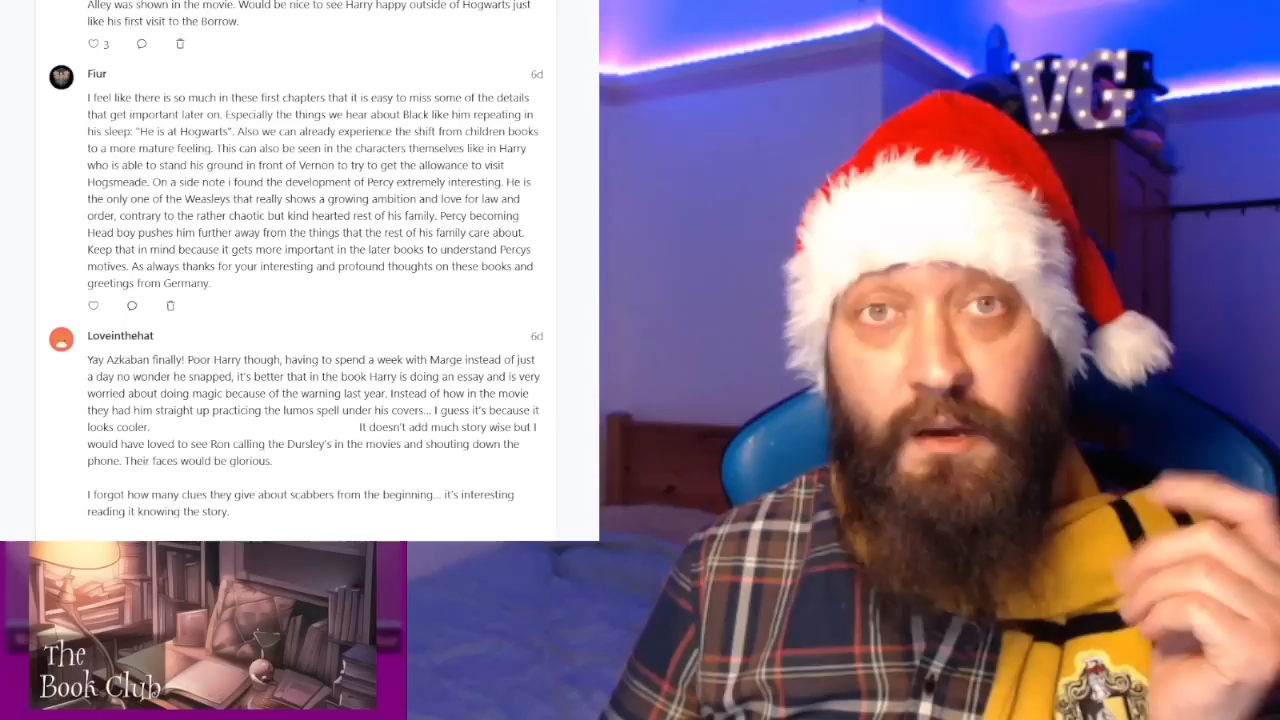 Alley was shown in the movie. Would be nice to see Harry happy outside of Hogwarts just
like his first visit to the Borrow.
3
Fiur
6d
I feel like there is so much in these first chapters that it is easy to miss some of the details
that get important later on. Especially the things we hear about Black like him repeating in
his sleep: "He is at Hogwarts". Also we can already experience the shift from children books
to a more mature feeling. This can also be seen in the characters themselves like in Harry
who is able to stand his ground in front of Vernon to try to get the allowance to visit
Hogsmeade. On a side note i found the development of Percy extremely interesting. He is
the only one of the Weasleys that really shows a growing ambition and love for law and
order, contrary to the rather chaotic but kind hearted rest of his family. Percy becoming
Head boy pushes him further away from the things that the rest of his family care about.
Keep that in mind because it gets more important in the later books to understand Percys
motives. As always thanks for your interesting and profound thoughts on these books and
greetings from Germany.
Loveinthehat
6d
Yay Azkaban finally! Poor Harry though, having to spend a week with Marge instead of just
a day no wonder he snapped, it's better that in the book Harry is doing an essay and is very
worried about doing magic because of the warning last year. Instead of how in the movie
they had him straight up practicing the lumos spell under his covers... I guess it's because it
looks cooler. It doesn't add much story wise but I
would have loved to see Ron calling the Dursley's in the movies and shouting down the
phone. Their faces would be glorious.
I forgot how many clues they give about scabbers from the beginning... it's interesting
reading it knowing the story.
VG
The
Book Club